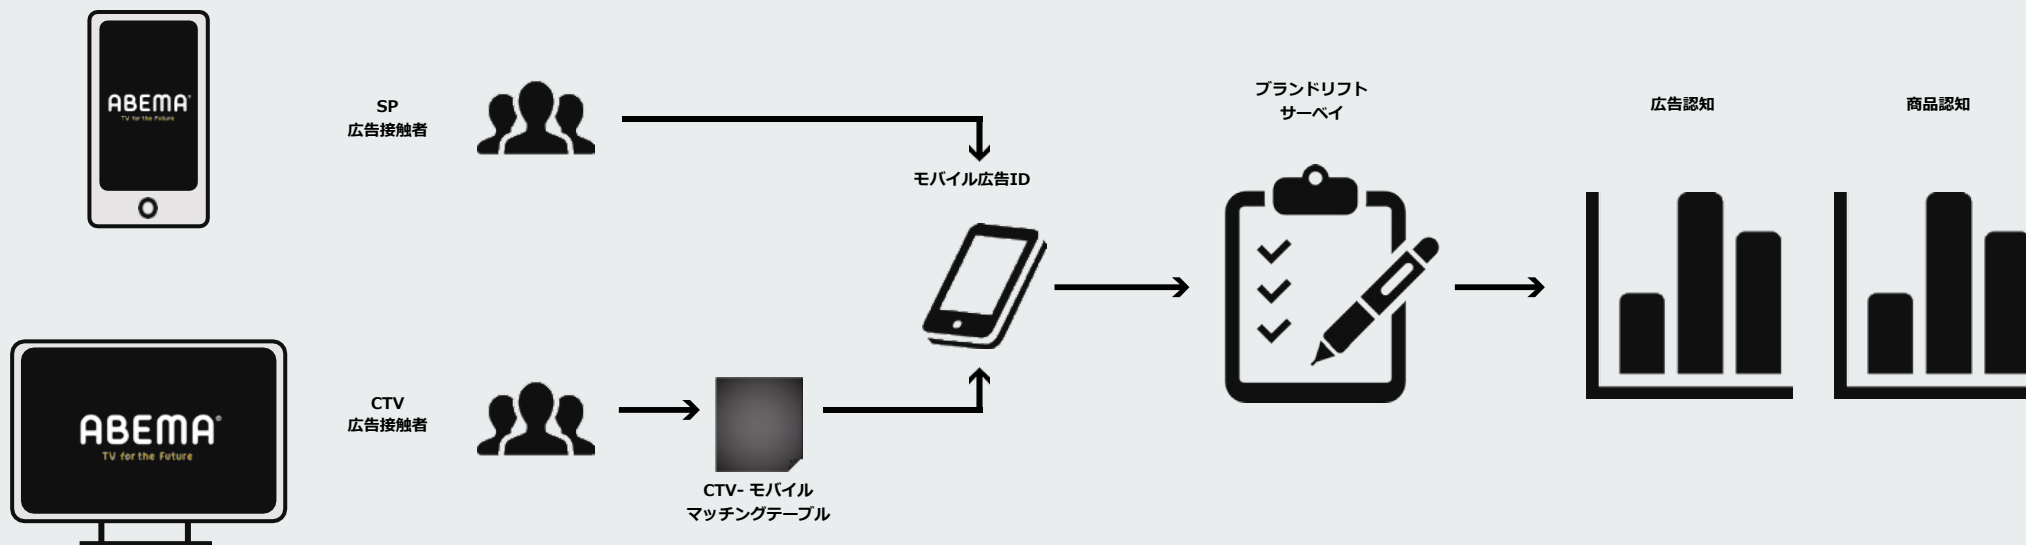 ABEMA
TV for the Future
SP
広告接触者
モバイル広告ID
ブランドリフト
サーベイ
広告認知
商品認知
ABEMA®
TV for the Future
CTV
広告接触者
CTV- モバイル
マッチングテーブル